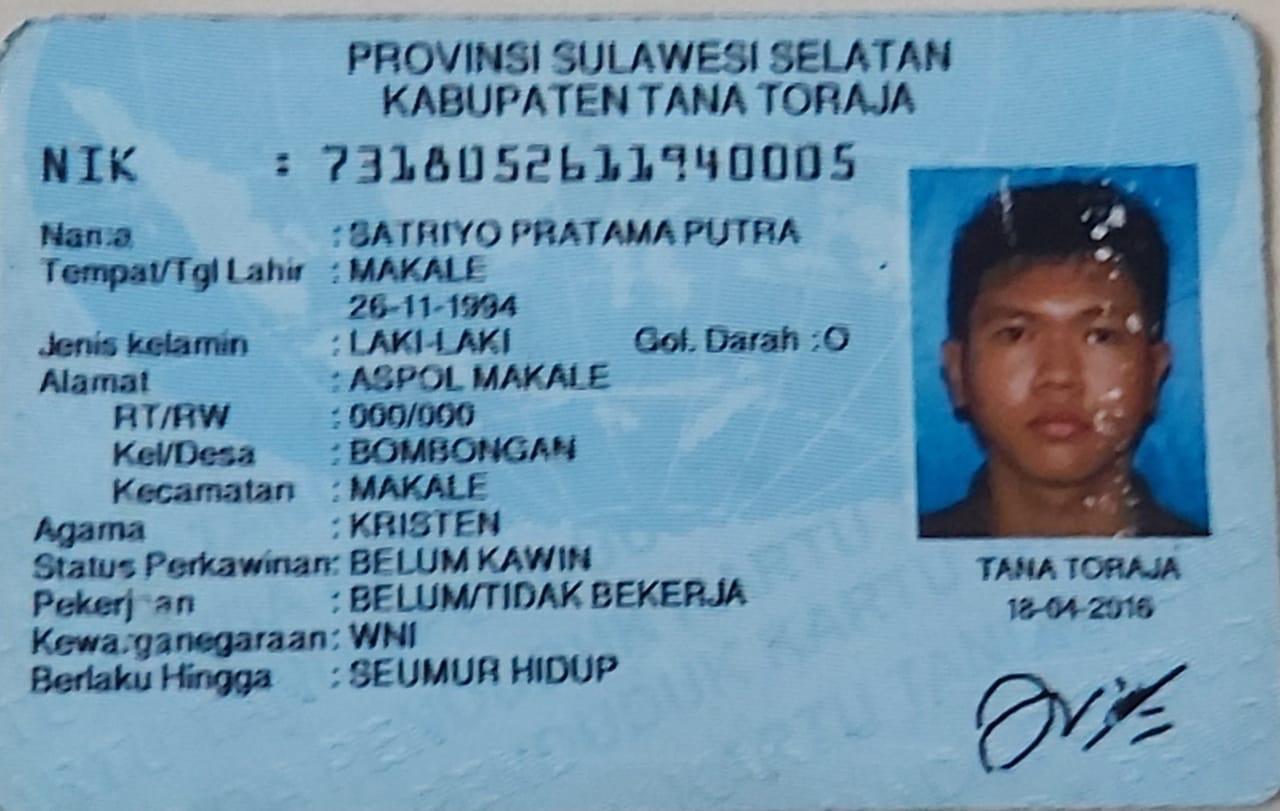 PROVINSI SULAWESI SELATAN
KABUPATEN TANA TORAJA
NIK : 7318052611940005
Nama : SATRIYO PRATAMA PUTRA
Tempat/Tgl Lahir : MAKALE
26-11-1994
Jenis kelamin : LAKI-LAKI Gol. Darah : O
Alamat : ASPOL MAKALE
RT/RW : 000/000
Kel/Desa : BOMBONGAN
Kecamatan : MAKALE
Agama : KRISTEN
Status Perkawinan: BELUM KAWIN
Pekerj an : BELUM/TIDAK BEKERJA
Kewarganegaraan: WNI
Berlaku Hingga : SEUMUR HIDUP
TANA TORAJA
18-04-2016